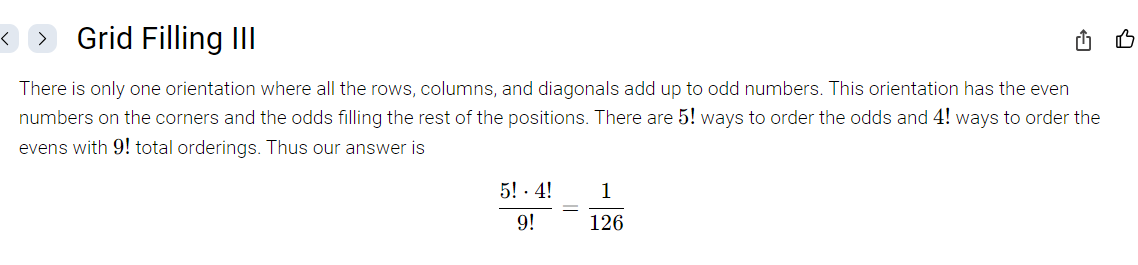 < > Grid Filling III
There is only one orientation where all the rows, columns, and diagonals add up to odd numbers. This orientation has the even
numbers on the corners and the odds filling the rest of the positions. There are 5! ways to order the odds and 4! ways to order the
evens with 9! total orderings. Thus our answer is
5! · 4! / 9! = 1 / 126